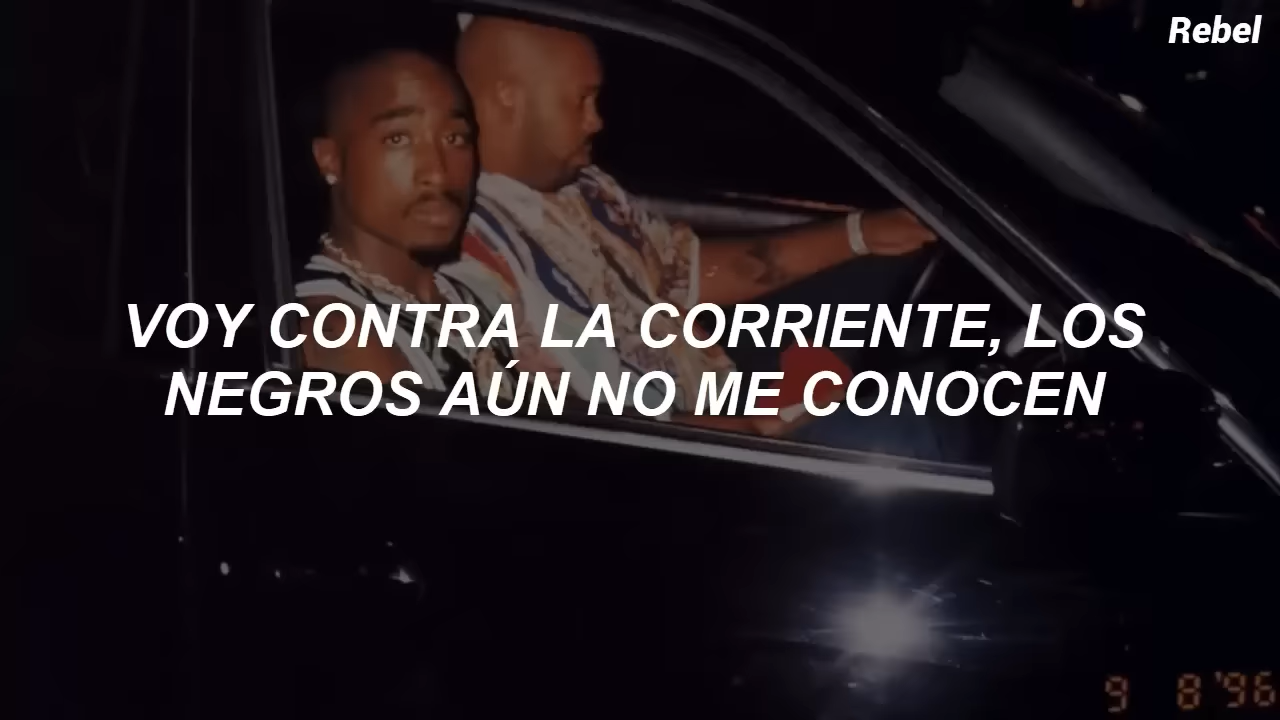 Rebel
VOY CONTRA LA CORRIENTE, LOS
NEGROS AÚN NO ME CONOCEN
9 8 '96